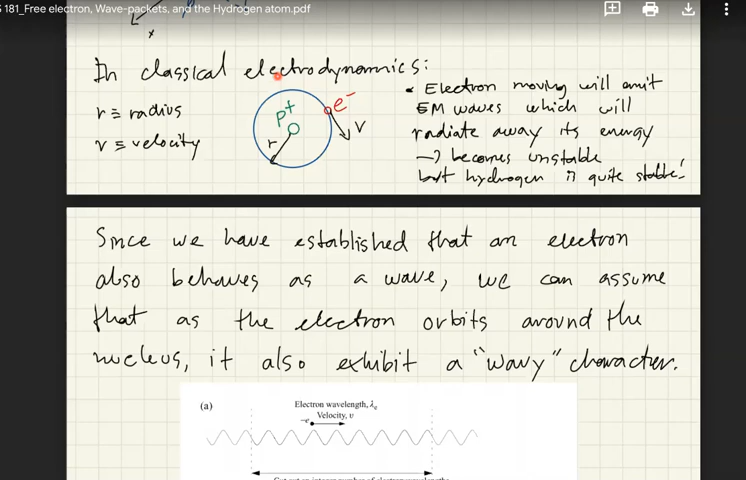 181_Free electron, Wave-packets, and the Hydrogen atom.pdf
x
In classical electrodynamics:
r ≡ radius
v ≡ velocity
p+
e-
r
v
• Electron moving will emit
EM waves which will
radiate away its energy
→ becomes unstable
but hydrogen is quite stable!
Since we have established that an electron
also behaves as a wave, we can assume
that as the electron orbits around the
nucleus, it also exhibit a "wavy" character.
(a)
Electron wavelength, λe
Velocity, υ
-e